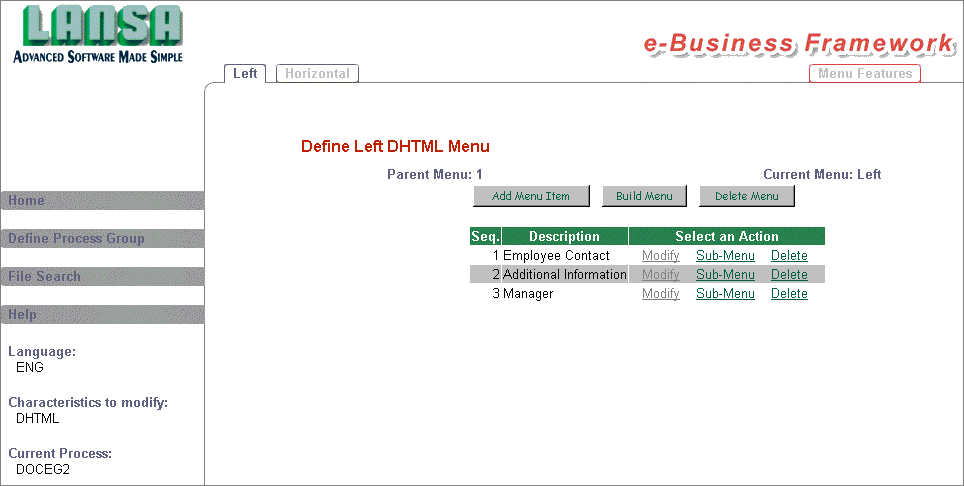 LANSA
ADVANCED SOFTWARE MADE SIMPLE
e-Business Framework
Left Horizontal Menu Features
Define Left DHTML Menu
Parent Menu: 1 Current Menu: Left
Add Menu Item Build Menu Delete Menu
Seq. Description Select an Action
1 Employee Contact Modify Sub-Menu Delete
2 Additional Information Modify Sub-Menu Delete
3 Manager Modify Sub-Menu Delete
Home
Define Process Group
File Search
Help
Language:
ENG
Characteristics to modify:
DHTML
Current Process:
DOCEG2